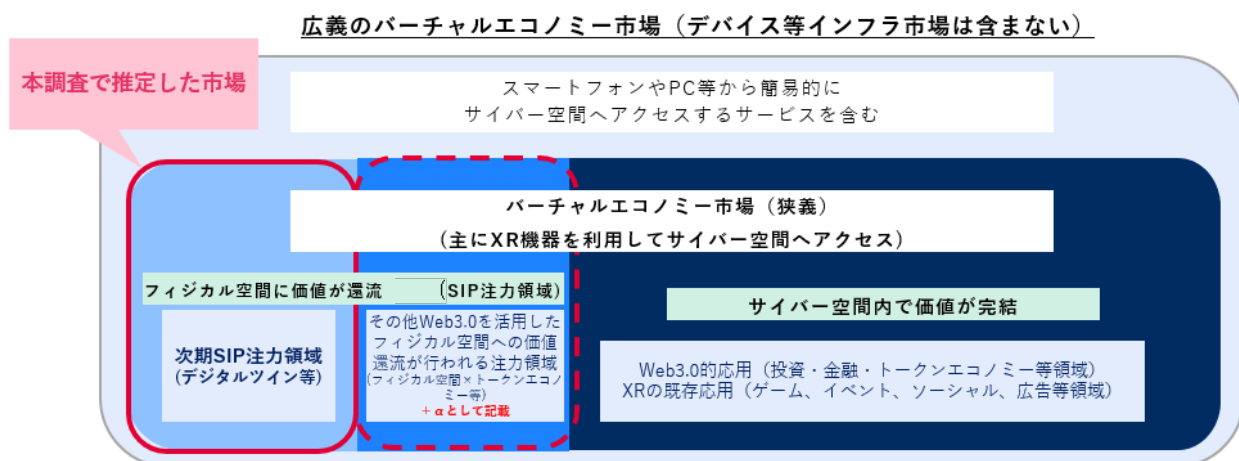 広義のバーチャルエコノミー市場（デバイス等インフラ市場は含まない）
本調査で推定した市場
スマートフォンやPC等から簡易的に
サイバー空間へアクセスするサービスを含む
バーチャルエコノミー市場（狭義）
(主にXR機器を利用してサイバー空間へアクセス)
フィジカル空間に価値が還流　(SIP注力領域)
次期SIP注力領域
(デジタルツイン等)
その他Web3.0を活用した
フィジカル空間への価値
還流が行われる注力領域
(フィジカル空間×トークンエコノ
ミー等)
+αとして記載
サイバー空間内で価値が完結
Web3.0的応用（投資・金融・トークンエコノミー等領域）
XRの既存応用（ゲーム、イベント、ソーシャル、広告等領域）